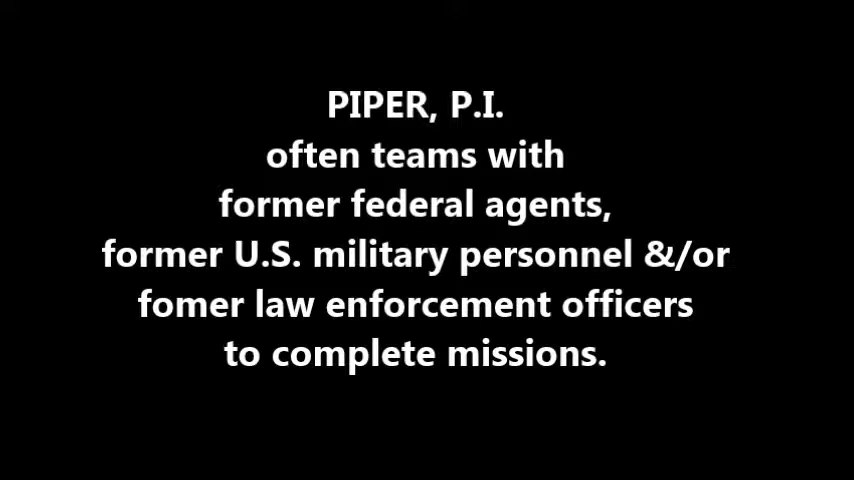 PIPER, P.I.
often teams with
former federal agents,
former U.S. military personnel &/or
fomer law enforcement officers
to complete missions.